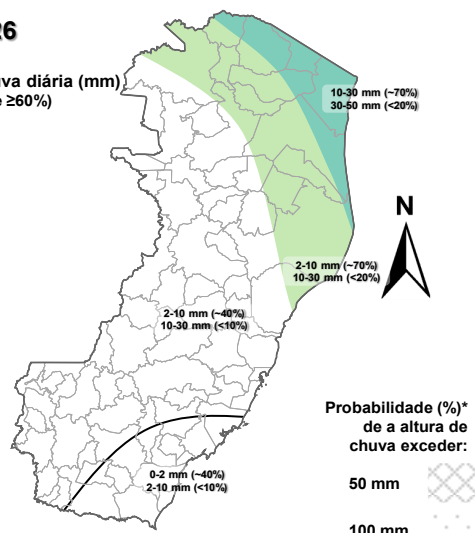 26
uva diária (mm)
e ≥60%)
10-30 mm (~70%)
30-50 mm (<20%)
N
2-10 mm (~70%)
10-30 mm (<20%)
2-10 mm (~40%)
10-30 mm (<10%)
Probabilidade (%)*
de a altura de
chuva exceder:
0-2 mm (~40%)
2-10 mm (<10%)
50 mm
100 mm